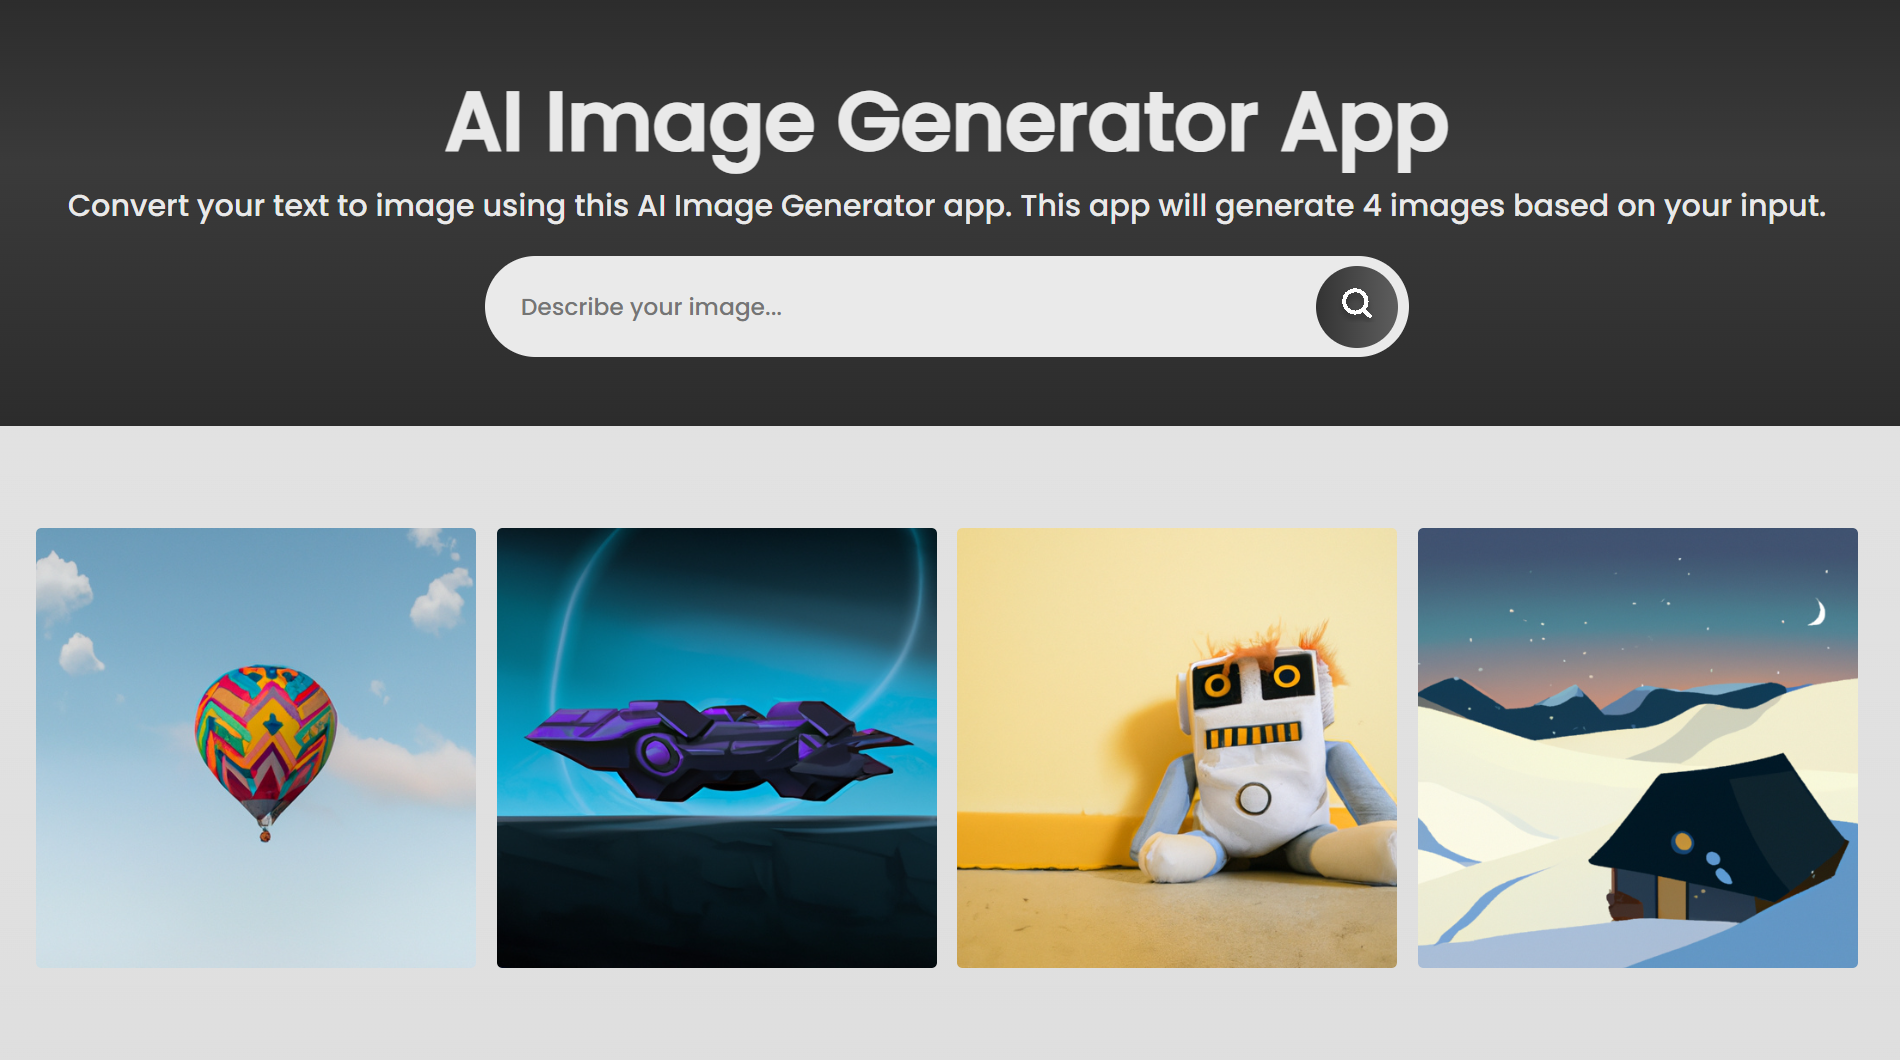 AI Image Generator App
Convert your text to image using this AI Image Generator app. This app will generate 4 images based on your input.
Describe your image...